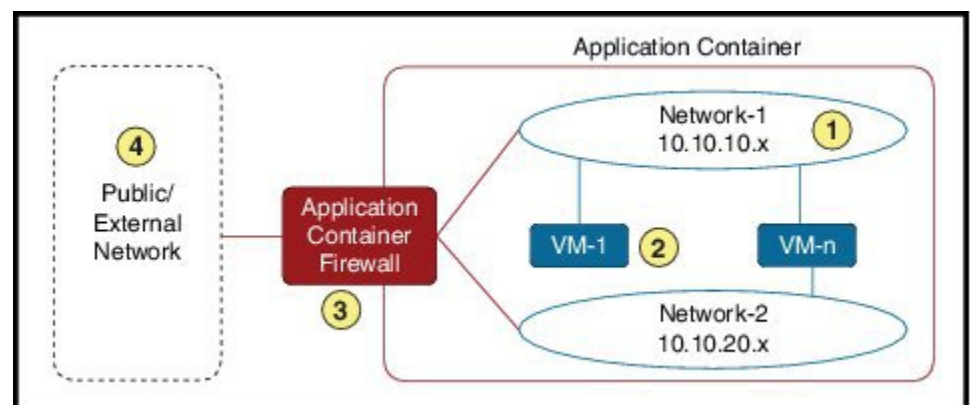 Application Container
4
Public/
External
Network
Application
Container
Firewall
3
Network-1
10.10.10.x
1
VM-1
2
VM-n
Network-2
10.10.20.x